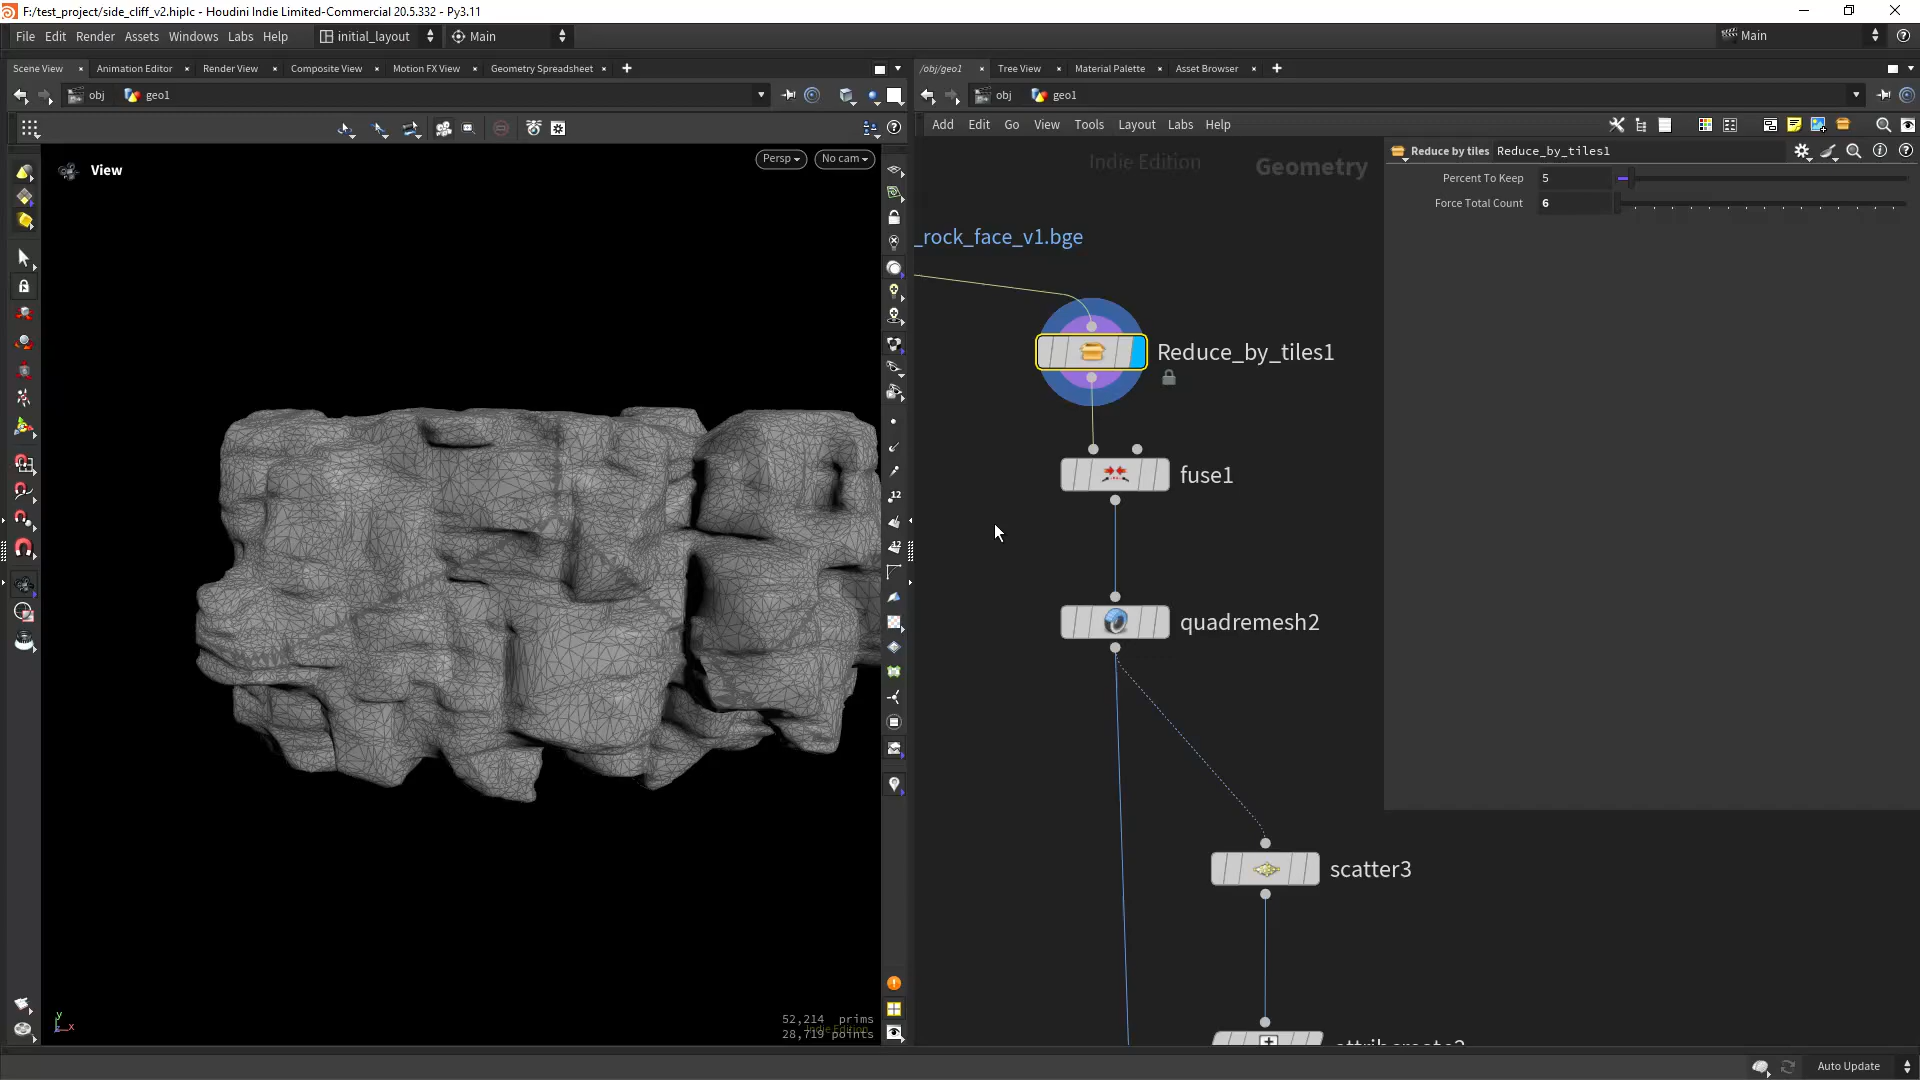 F:/test_project/side_cliff_v2.hiplc - Houdini Indie Limited-Commercial 20.5.332 - Py3.11
File Edit Render Assets Windows Labs Help initial_layout Main Main
Scene View Animation Editor Render View Composite View Motion FX View Geometry Spreadsheet
/obj/geo1 Tree View Material Palette Asset Browser
obj geo1
obj geo1
Add Edit Go View Tools Layout Labs Help
View
Persp No cam
Indie Edition Geometry
Reduce by tiles Reduce_by_tiles1
Percent To Keep 5
Force Total Count 6
_rock_face_v1.bge
Reduce_by_tiles1
fuse1
quadremesh2
scatter3
12
12
y
x
52,214 prims
Indie Edition
28,719 points
Auto Update